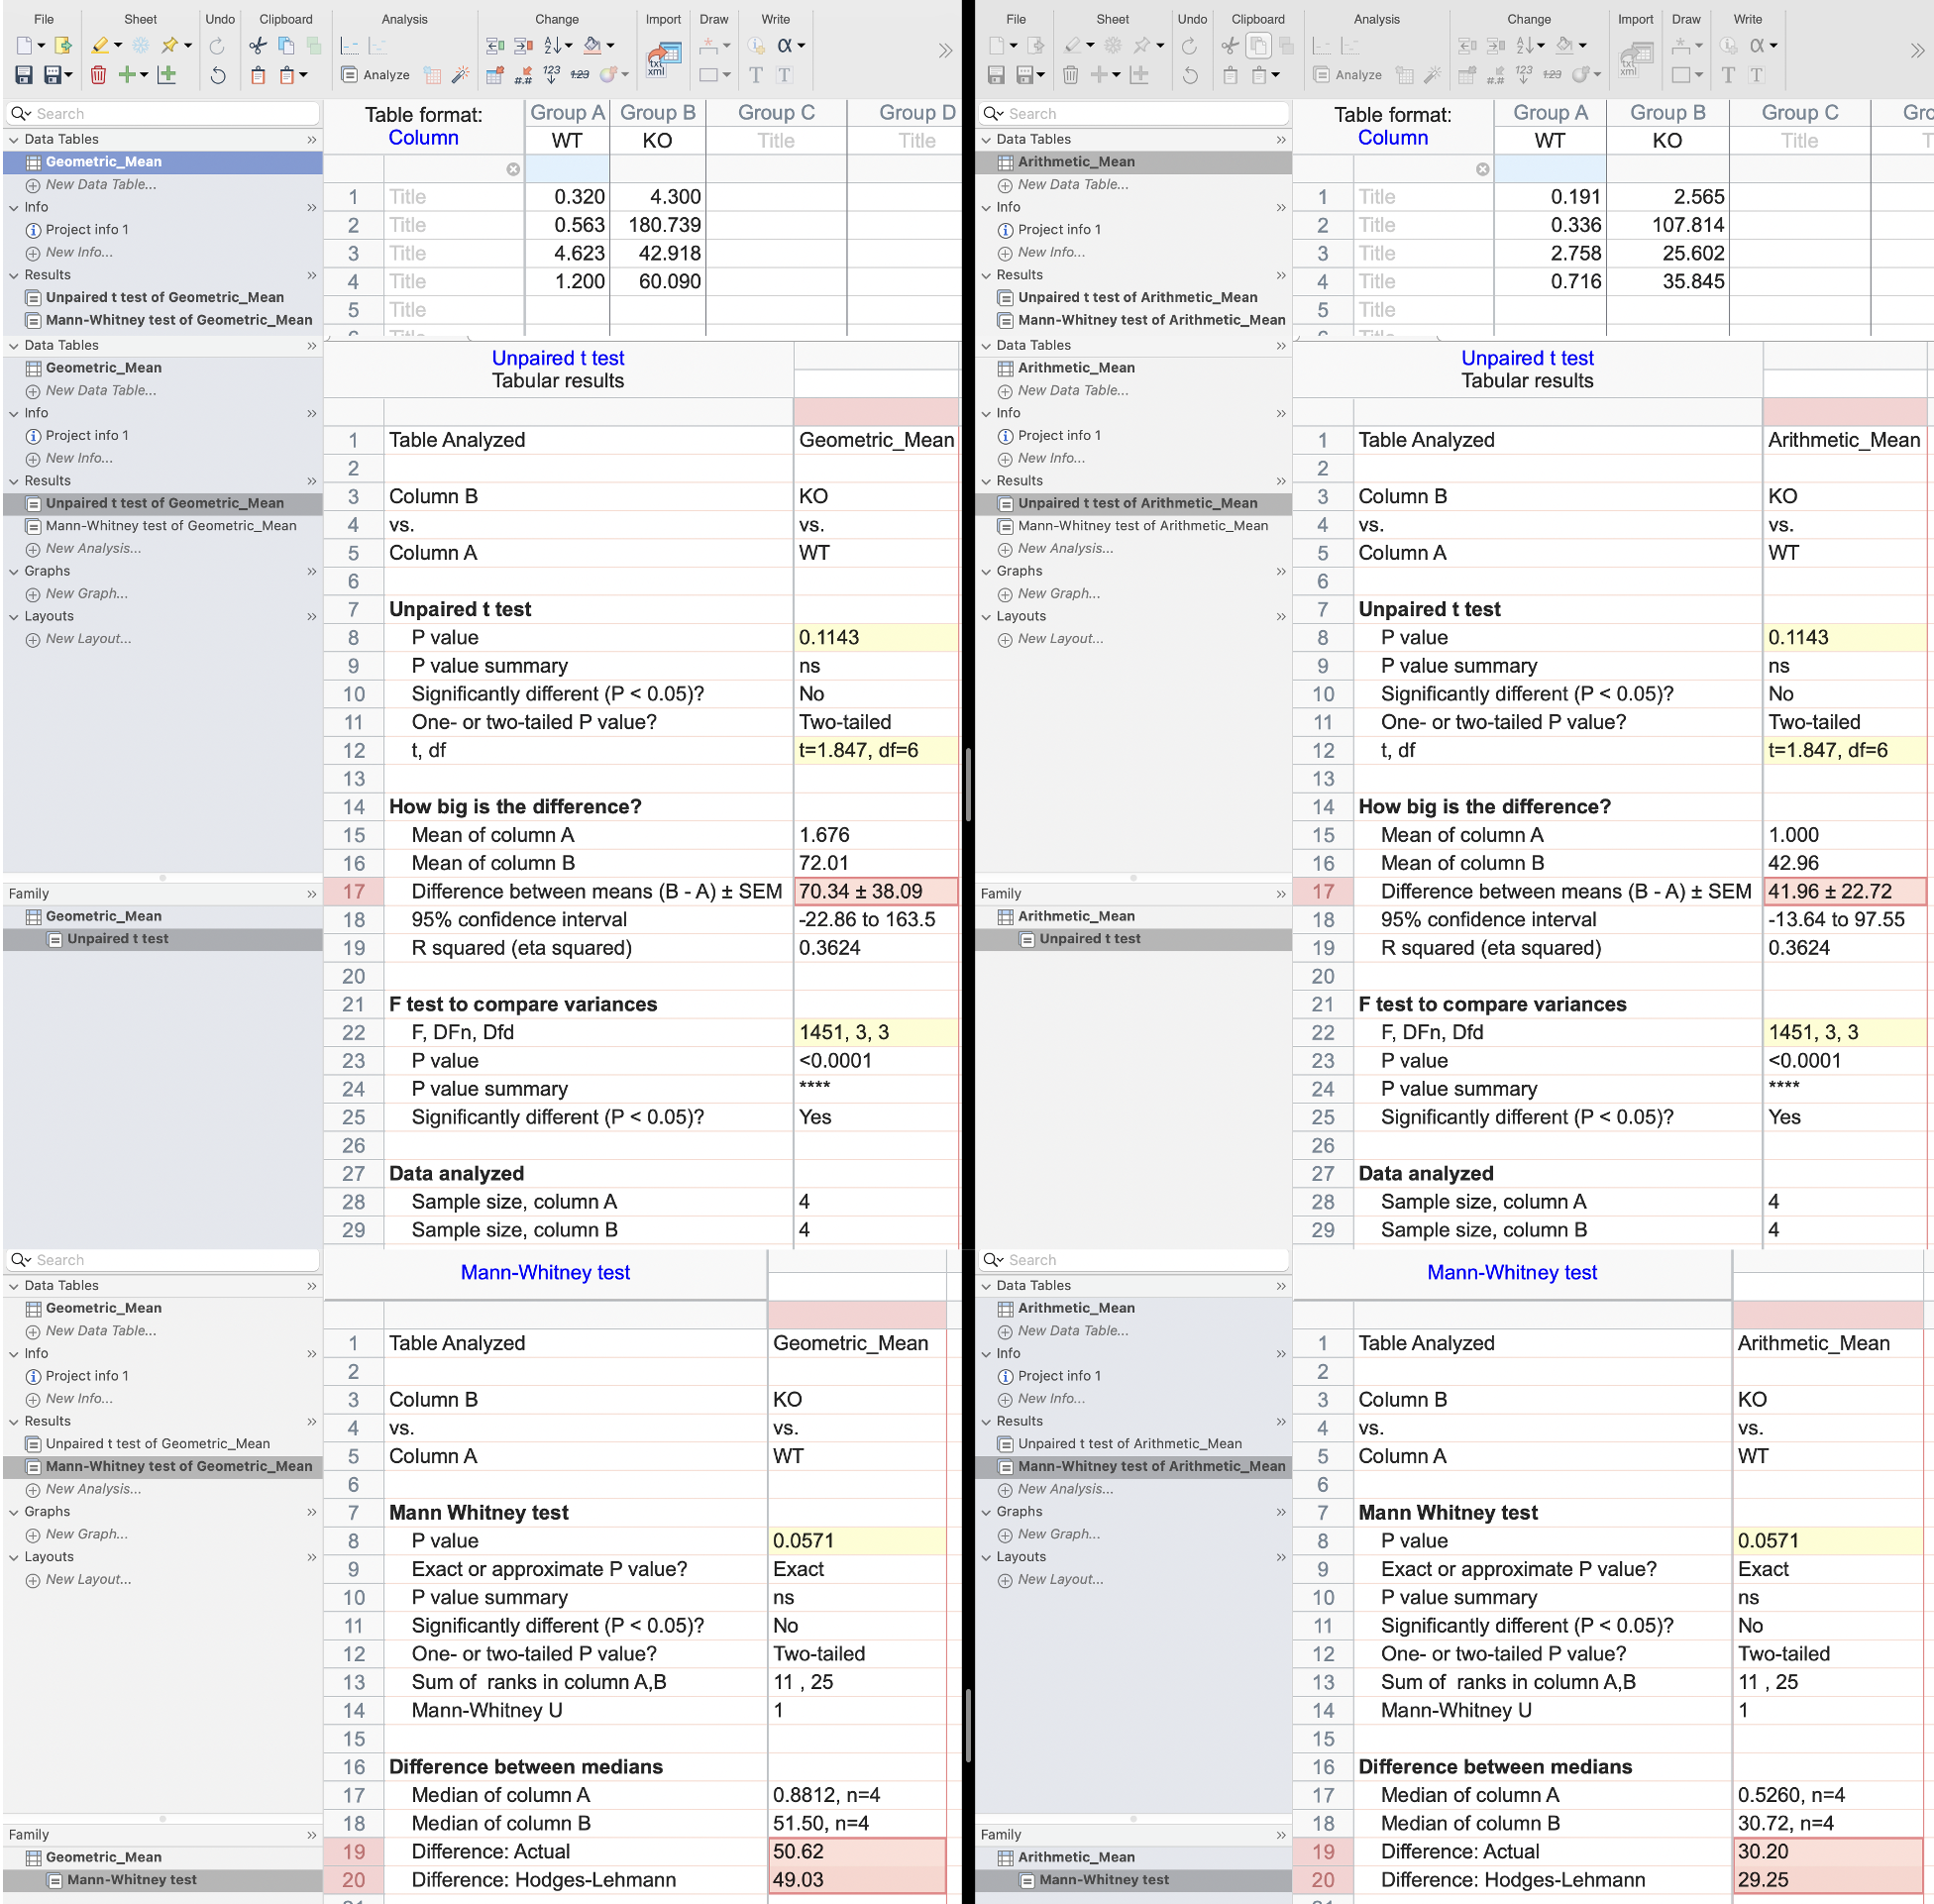 File Sheet Undo Clipboard Analysis Change Import Draw Write
Analyze
txt
xml
Search
Data Tables
Geometric_Mean
New Data Table...
Info
Project info 1
New Info...
Results
Unpaired t test of Geometric_Mean
Mann-Whitney test of Geometric_Mean
Table format:
Column
Group A Group B Group C Group D
WT KO Title Title
1 Title 0.320 4.300
2 Title 0.563 180.739
3 Title 4.623 42.918
4 Title 1.200 60.090
5 Title
Data Tables
Geometric_Mean
New Data Table...
Info
Project info 1
New Info...
Results
Unpaired t test of Geometric_Mean
Mann-Whitney test of Geometric_Mean
New Analysis...
Graphs
New Graph...
Layouts
New Layout...
Family
Geometric_Mean
Unpaired t test
Unpaired t test
Tabular results
1 Table Analyzed Geometric_Mean
2
3 Column B KO
4 vs. vs.
5 Column A WT
6
7 Unpaired t test
8 P value 0.1143
9 P value summary ns
10 Significantly different (P < 0.05)? No
11 One- or two-tailed P value? Two-tailed
12 t, df t=1.847, df=6
13
14 How big is the difference?
15 Mean of column A 1.676
16 Mean of column B 72.01
17 Difference between means (B - A) ± SEM 70.34 ± 38.09
18 95% confidence interval -22.86 to 163.5
19 R squared (eta squared) 0.3624
20
21 F test to compare variances
22 F, DFn, Dfd 1451, 3, 3
23 P value <0.0001
24 P value summary ****
25 Significantly different (P < 0.05)? Yes
26
27 Data analyzed
28 Sample size, column A 4
29 Sample size, column B 4
Search
Data Tables
Geometric_Mean
New Data Table...
Info
Project info 1
New Info...
Results
Unpaired t test of Geometric_Mean
Mann-Whitney test of Geometric_Mean
New Analysis...
Graphs
New Graph...
Layouts
New Layout...
Family
Geometric_Mean
Mann-Whitney test
Mann-Whitney test
1 Table Analyzed Geometric_Mean
2
3 Column B KO
4 vs. vs.
5 Column A WT
6
7 Mann Whitney test
8 P value 0.0571
9 Exact or approximate P value? Exact
10 P value summary ns
11 Significantly different (P < 0.05)? No
12 One- or two-tailed P value? Two-tailed
13 Sum of ranks in column A,B 11 , 25
14 Mann-Whitney U 1
15
16 Difference between medians
17 Median of column A 0.8812, n=4
18 Median of column B 51.50, n=4
19 Difference: Actual 50.62
20 Difference: Hodges-Lehmann 49.03
File Sheet Undo Clipboard Analysis Change Import Draw Write
Analyze
txt
xml
Search
Data Tables
Arithmetic_Mean
New Data Table...
Info
Project info 1
New Info...
Results
Unpaired t test of Arithmetic_Mean
Mann-Whitney test of Arithmetic_Mean
Table format:
Column
Group A Group B Group C
WT KO Title
1 Title 0.191 2.565
2 Title 0.336 107.814
3 Title 2.758 25.602
4 Title 0.716 35.845
5 Title
Data Tables
Arithmetic_Mean
New Data Table...
Info
Project info 1
New Info...
Results
Unpaired t test of Arithmetic_Mean
Mann-Whitney test of Arithmetic_Mean
New Analysis...
Graphs
New Graph...
Layouts
New Layout...
Family
Arithmetic_Mean
Unpaired t test
Unpaired t test
Tabular results
1 Table Analyzed Arithmetic_Mean
2
3 Column B KO
4 vs. vs.
5 Column A WT
6
7 Unpaired t test
8 P value 0.1143
9 P value summary ns
10 Significantly different (P < 0.05)? No
11 One- or two-tailed P value? Two-tailed
12 t, df t=1.847, df=6
13
14 How big is the difference?
15 Mean of column A 1.000
16 Mean of column B 42.96
17 Difference between means (B - A) ± SEM 41.96 ± 22.72
18 95% confidence interval -13.64 to 97.55
19 R squared (eta squared) 0.3624
20
21 F test to compare variances
22 F, DFn, Dfd 1451, 3, 3
23 P value <0.0001
24 P value summary ****
25 Significantly different (P < 0.05)? Yes
26
27 Data analyzed
28 Sample size, column A 4
29 Sample size, column B 4
Search
Data Tables
Arithmetic_Mean
New Data Table...
Info
Project info 1
New Info...
Results
Unpaired t test of Arithmetic_Mean
Mann-Whitney test of Arithmetic_Mean
New Analysis...
Graphs
New Graph...
Layouts
New Layout...
Family
Arithmetic_Mean
Mann-Whitney test
Mann-Whitney test
1 Table Analyzed Arithmetic_Mean
2
3 Column B KO
4 vs. vs.
5 Column A WT
6
7 Mann Whitney test
8 P value 0.0571
9 Exact or approximate P value? Exact
10 P value summary ns
11 Significantly different (P < 0.05)? No
12 One- or two-tailed P value? Two-tailed
13 Sum of ranks in column A,B 11 , 25
14 Mann-Whitney U 1
15
16 Difference between medians
17 Median of column A 0.5260, n=4
18 Median of column B 30.72, n=4
19 Difference: Actual 30.20
20 Difference: Hodges-Lehmann 29.25